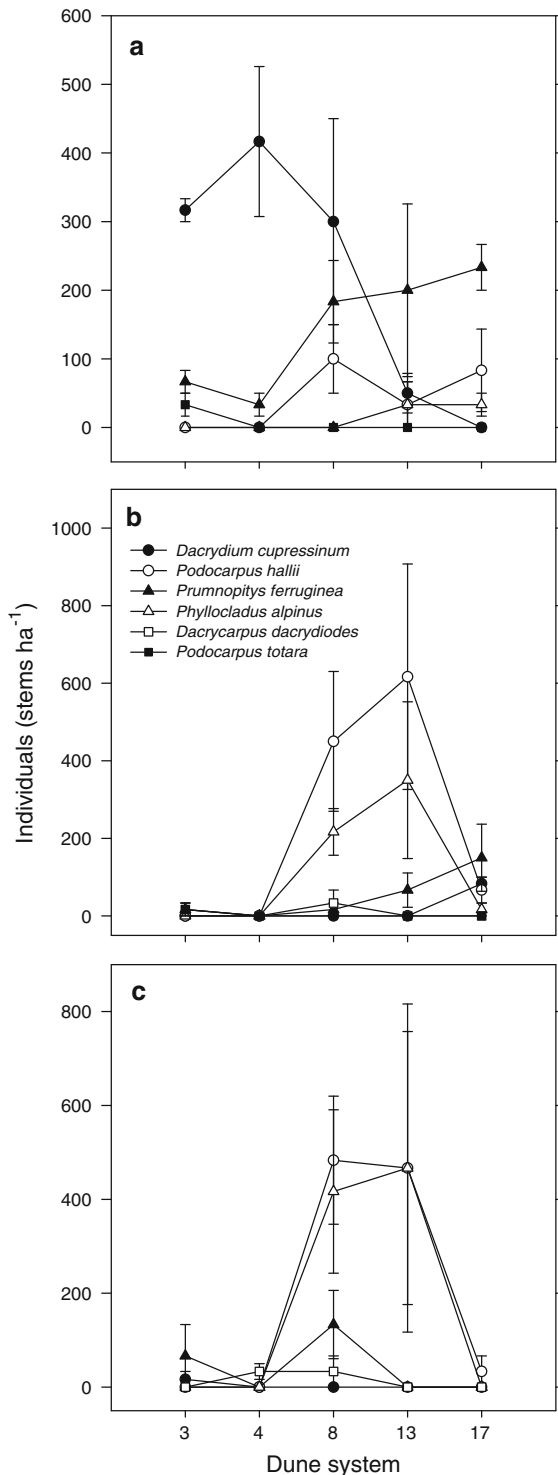 600
a
500
400
300
200
100
0
b
1000
Dacrydium cupressinum
Podocarpus hallii
Prumnopitys ferruginea
Phyllocladus alpinus
Dacrycarpus dacrydiodes
Podocarpus totara
800
600
400
200
0
Individuals (stems ha⁻¹)
c
800
600
400
200
0
3 4 8 13 17
Dune system